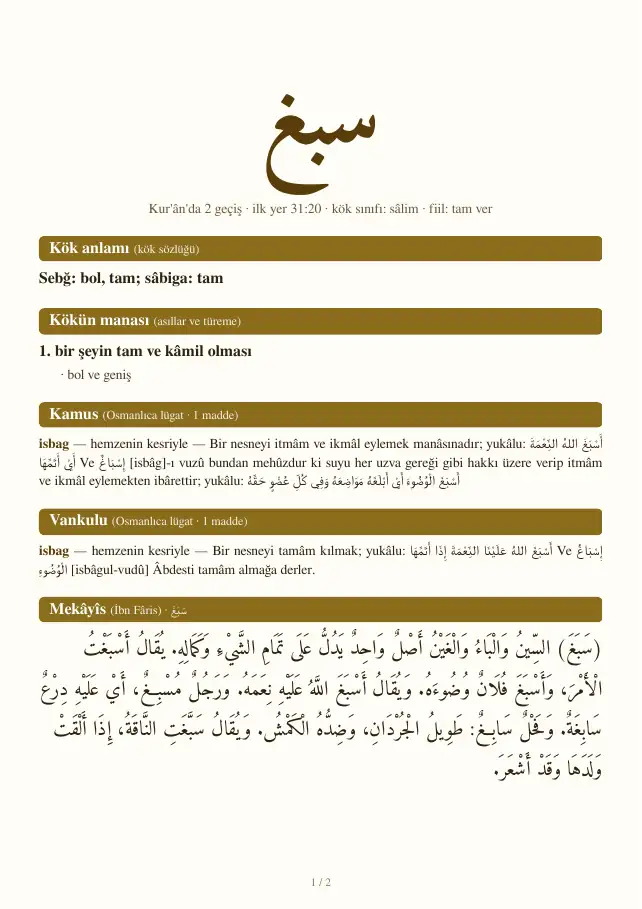 سبغ
Kur'ân'da 2 geçiş · ilk yer 31:20 · kök sınıfı: sâlim · fiil: tam ver
Kök anlamı (kök sözlüğü)
Sebğ: bol, tam; sâbiga: tam
Kökün manası (asıllar ve türeme)
1. bir şeyin tam ve kâmil olması
· bol ve geniş
Kamus (Osmanlıca lügat · 1 madde)
isbag — hemzenin kesriyle — Bir nesneyi itmâm ve ikmâl eylemek manâsınadır; yukâlu: أَسْبَغَ اللهُ النِّعْمَةَ
أَيْ أَتَمَّهَا Ve إِسْبَاغٌ [isbâg]-ı vuzû bundan mehûzdur ki suyu her uzva gereği gibi hakkı üzere verip itmâm
ve ikmâl eylemekten ibârettir; yukâlu: أَسْبَغَ الْوُضُوءَ أَيْ أَبْلَغَهُ مَوَاضِعَهُ وَفِي كُلِّ عُضْوٍ حَقَّهُ
Vankulu (Osmanlıca lügat · 1 madde)
isbag — hemzenin kesriyle — Bir nesneyi tamâm kılmak; yukâlu: أَسْبَغَ اللهُ عَلَيْنَا النِّعْمَةَ إِذَا أَتَمَّهَا Ve إِسْبَاغُ
الْوُضُوءِ [isbâgul-vudû] Âbdesti tamâm almağa derler.
Mekâyîs (İbn Fâris) · سَبَغَ
(سَبَغَ) السِّينُ وَالْبَاءُ وَالْغَيْنُ أَصْلٌ وَاحِدٌ يَدُلُّ عَلَى تَمَامِ الشَّيْءِ وَكَمَالِهِ. يُقَالُ أَسْبَغْتُ
الْأَمْرَ، وَأَسْبَغَ فُلَانٌ وُضُوءَهُ. وَيُقَالُ أَسْبَغَ اللَّهُ عَلَيْهِ نِعَمَهُ. وَرَجُلٌ مُسْبِغٌ، أَيْ عَلَيْهِ دِرْعٌ
سَابِغَةٌ. وَفَحْلٌ سَابِغٌ: طَوِيلُ الْجُرْدَانِ، وَضِدُّهُ الْكَمْشُ. وَيُقَالُ سَبَّغَتِ النَّاقَةُ، إِذَا أَلْقَتْ
وَلَدَهَا وَقَدْ أَشْعَرَ.
1 / 2